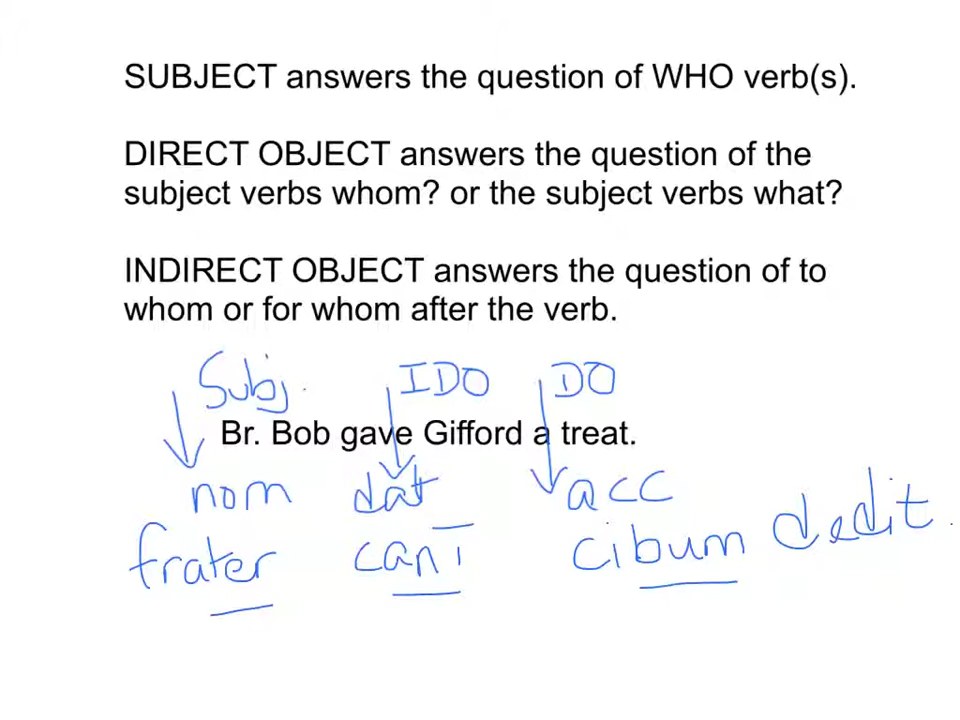 SUBJECT answers the question of WHO verb(s).
DIRECT OBJECT answers the question of the
subject verbs whom? or the subject verbs what?
INDIRECT OBJECT answers the question of to
whom or for whom after the verb.
Subj. IDO DO
Br. Bob gave Gifford a treat.
nom dat acc
frater canī cibum dedit.